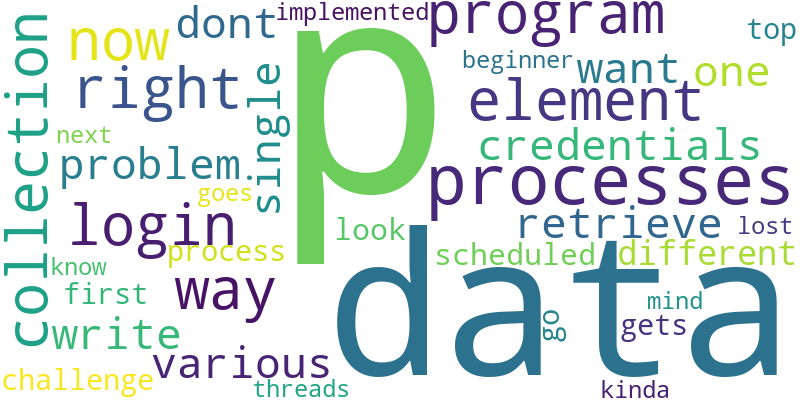 implemented
program
top
now
dont
p
beginner
want
one
right
single
element
collection
next
problem
credentials
processes
goes
login
look
retrieve
lost
process
scheduled
different
know
way
data
first
mind
write
go
gets
various
challenge
threads
kinda